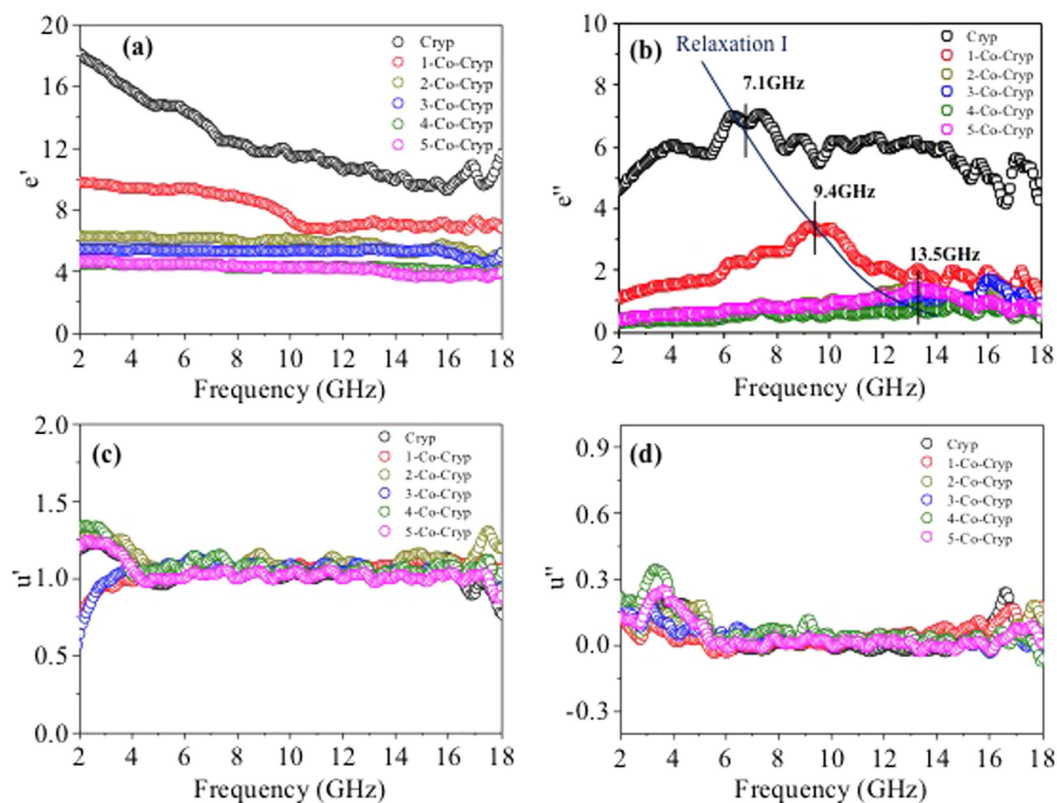 (a)
Cryp
1-Co-Cryp
2-Co-Cryp
3-Co-Cryp
4-Co-Cryp
5-Co-Cryp
20
16
12
8
4
0
e'
2 4 6 8 10 12 14 16 18
Frequency (GHz)
(b)
Relaxation I
7.1GHz
9.4GHz
13.5GHz
Cryp
1-Co-Cryp
2-Co-Cryp
3-Co-Cryp
4-Co-Cryp
5-Co-Cryp
10
8
6
4
2
0
e"
2 4 6 8 10 12 14 16 18
Frequency (GHz)
(c)
Cryp
1-Co-Cryp
2-Co-Cryp
3-Co-Cryp
4-Co-Cryp
5-Co-Cryp
2.0
1.5
1.0
0.5
0.0
u'
2 4 6 8 10 12 14 16 18
Frequency (GHz)
(d)
Cryp
1-Co-Cryp
2-Co-Cryp
3-Co-Cryp
4-Co-Cryp
5-Co-Cryp
0.9
0.6
0.3
0.0
-0.3
u"
2 4 6 8 10 12 14 16 18
Frequency (GHz)